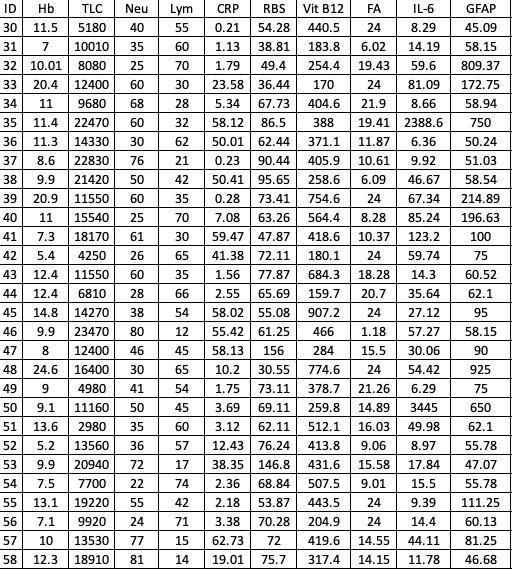 ID Hb TLC Neu Lym CRP RBS Vit B12 FA IL-6 GFAP
30 11.5 5180 40 55 0.21 54.28 440.5 24 8.29 45.09
31 7 10010 35 60 1.13 38.81 183.8 6.02 14.19 58.15
32 10.01 8080 25 70 1.79 49.4 254.4 19.43 59.6 809.37
33 20.4 12400 60 30 23.58 36.44 170 24 81.09 172.75
34 11 9680 68 28 5.34 67.73 404.6 21.9 8.66 58.94
35 11.4 22470 60 32 58.12 86.5 388 19.41 2388.6 750
36 11.3 14330 30 62 50.01 62.44 371.1 11.87 6.36 50.24
37 8.6 22830 76 21 0.23 90.44 405.9 10.61 9.92 51.03
38 9.9 21420 50 42 50.41 95.65 258.6 6.09 46.67 58.54
39 20.9 11550 60 35 0.28 73.41 754.6 24 67.34 214.89
40 11 15540 25 70 7.08 63.26 564.4 8.28 85.24 196.63
41 7.3 18170 61 30 59.47 47.87 418.6 10.37 123.2 100
42 5.4 4250 26 65 41.38 72.11 180.1 24 59.74 75
43 12.4 11550 60 35 1.56 77.87 684.3 18.28 14.3 60.52
44 12.4 6810 28 66 2.55 65.69 159.7 20.7 35.64 62.1
45 14.8 14270 38 54 58.02 55.08 907.2 24 27.12 95
46 9.9 23470 80 12 55.42 61.25 466 1.18 57.27 58.15
47 8 12400 46 45 58.13 156 284 15.5 30.06 90
48 24.6 16400 30 65 10.2 30.55 774.6 24 54.42 925
49 9 4980 41 54 1.75 73.11 378.7 21.26 6.29 75
50 9.1 11160 50 45 3.69 69.11 259.8 14.89 3445 650
51 13.6 2980 35 60 3.12 62.11 512.1 16.03 49.98 62.1
52 5.2 13560 36 57 12.43 76.24 413.8 9.06 8.97 55.78
53 9.9 20940 72 17 38.35 146.8 431.6 15.58 17.84 47.07
54 7.5 7700 22 74 2.36 68.84 507.5 9.01 15.5 55.78
55 13.1 19220 55 42 2.18 53.87 443.5 24 9.39 111.25
56 7.1 9920 24 71 3.38 70.28 204.9 24 14.4 60.13
57 10 13530 77 15 62.73 72 419.6 14.55 44.11 81.25
58 12.3 18910 81 14 19.01 75.7 317.4 14.15 11.78 46.68